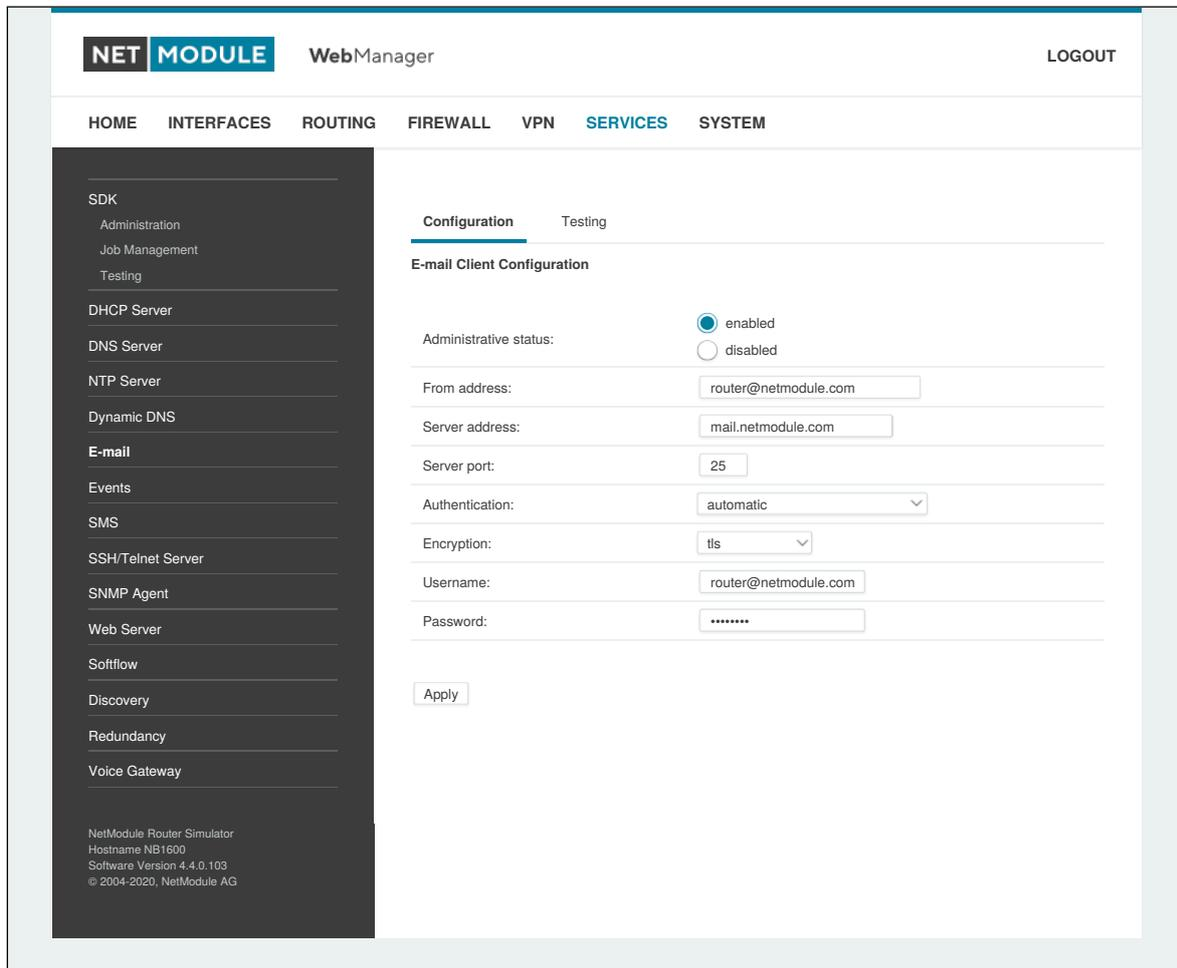 NET MODULE WebManager LOGOUT
HOME INTERFACES ROUTING FIREWALL VPN SERVICES SYSTEM
SDK
Administration
Job Management
Testing
DHCP Server
DNS Server
NTP Server
Dynamic DNS
E-mail
Events
SMS
SSH/Telnet Server
SNMP Agent
Web Server
Softflow
Discovery
Redundancy
Voice Gateway
NetModule Router Simulator
Hostname NB1600
Software Version 4.4.0.103
© 2004-2020, NetModule AG
Configuration Testing
E-mail Client Configuration
Administrative status:
enabled
disabled
From address: router@netmodule.com
Server address: mail.netmodule.com
Server port: 25
Authentication: automatic
Encryption: tls
Username: router@netmodule.com
Password: ••••••••
Apply